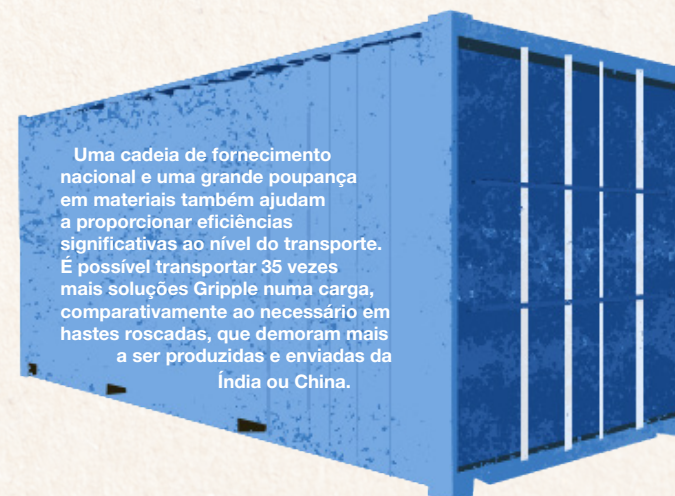 Uma cadeia de fornecimento
nacional e uma grande poupança
em materiais também ajudam
a proporcionar eficiências
significativas ao nível do transporte.
É possível transportar 35 vezes
mais soluções Gripple numa carga,
comparativamente ao necessário em
hastes roscadas, que demoram mais
a ser produzidas e enviadas da
Índia ou China.